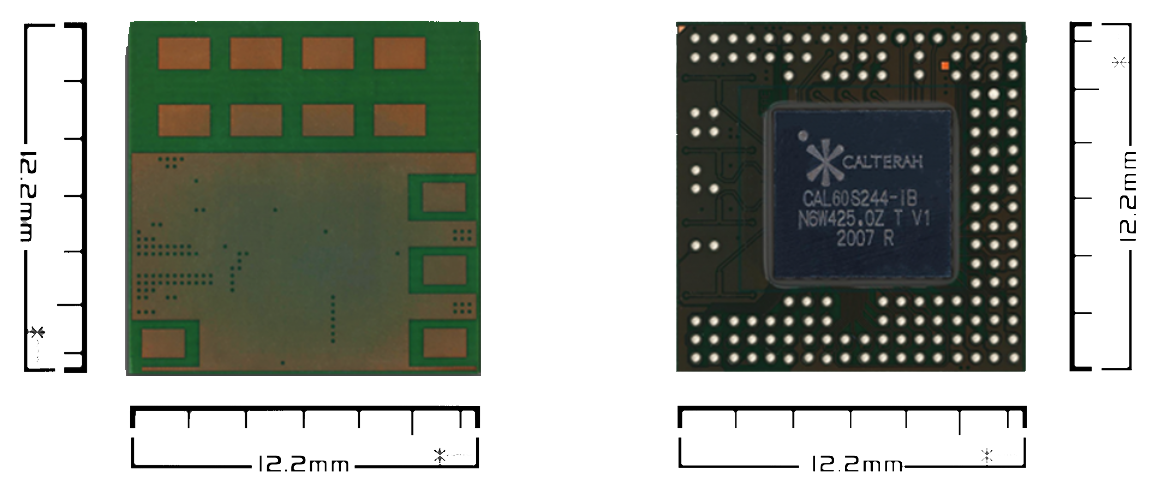 12.2mm
12.2mm
CALTERAH
CAL60S244-IB
N6W425.0Z T V1
2007 R
12.2mm
12.2mm